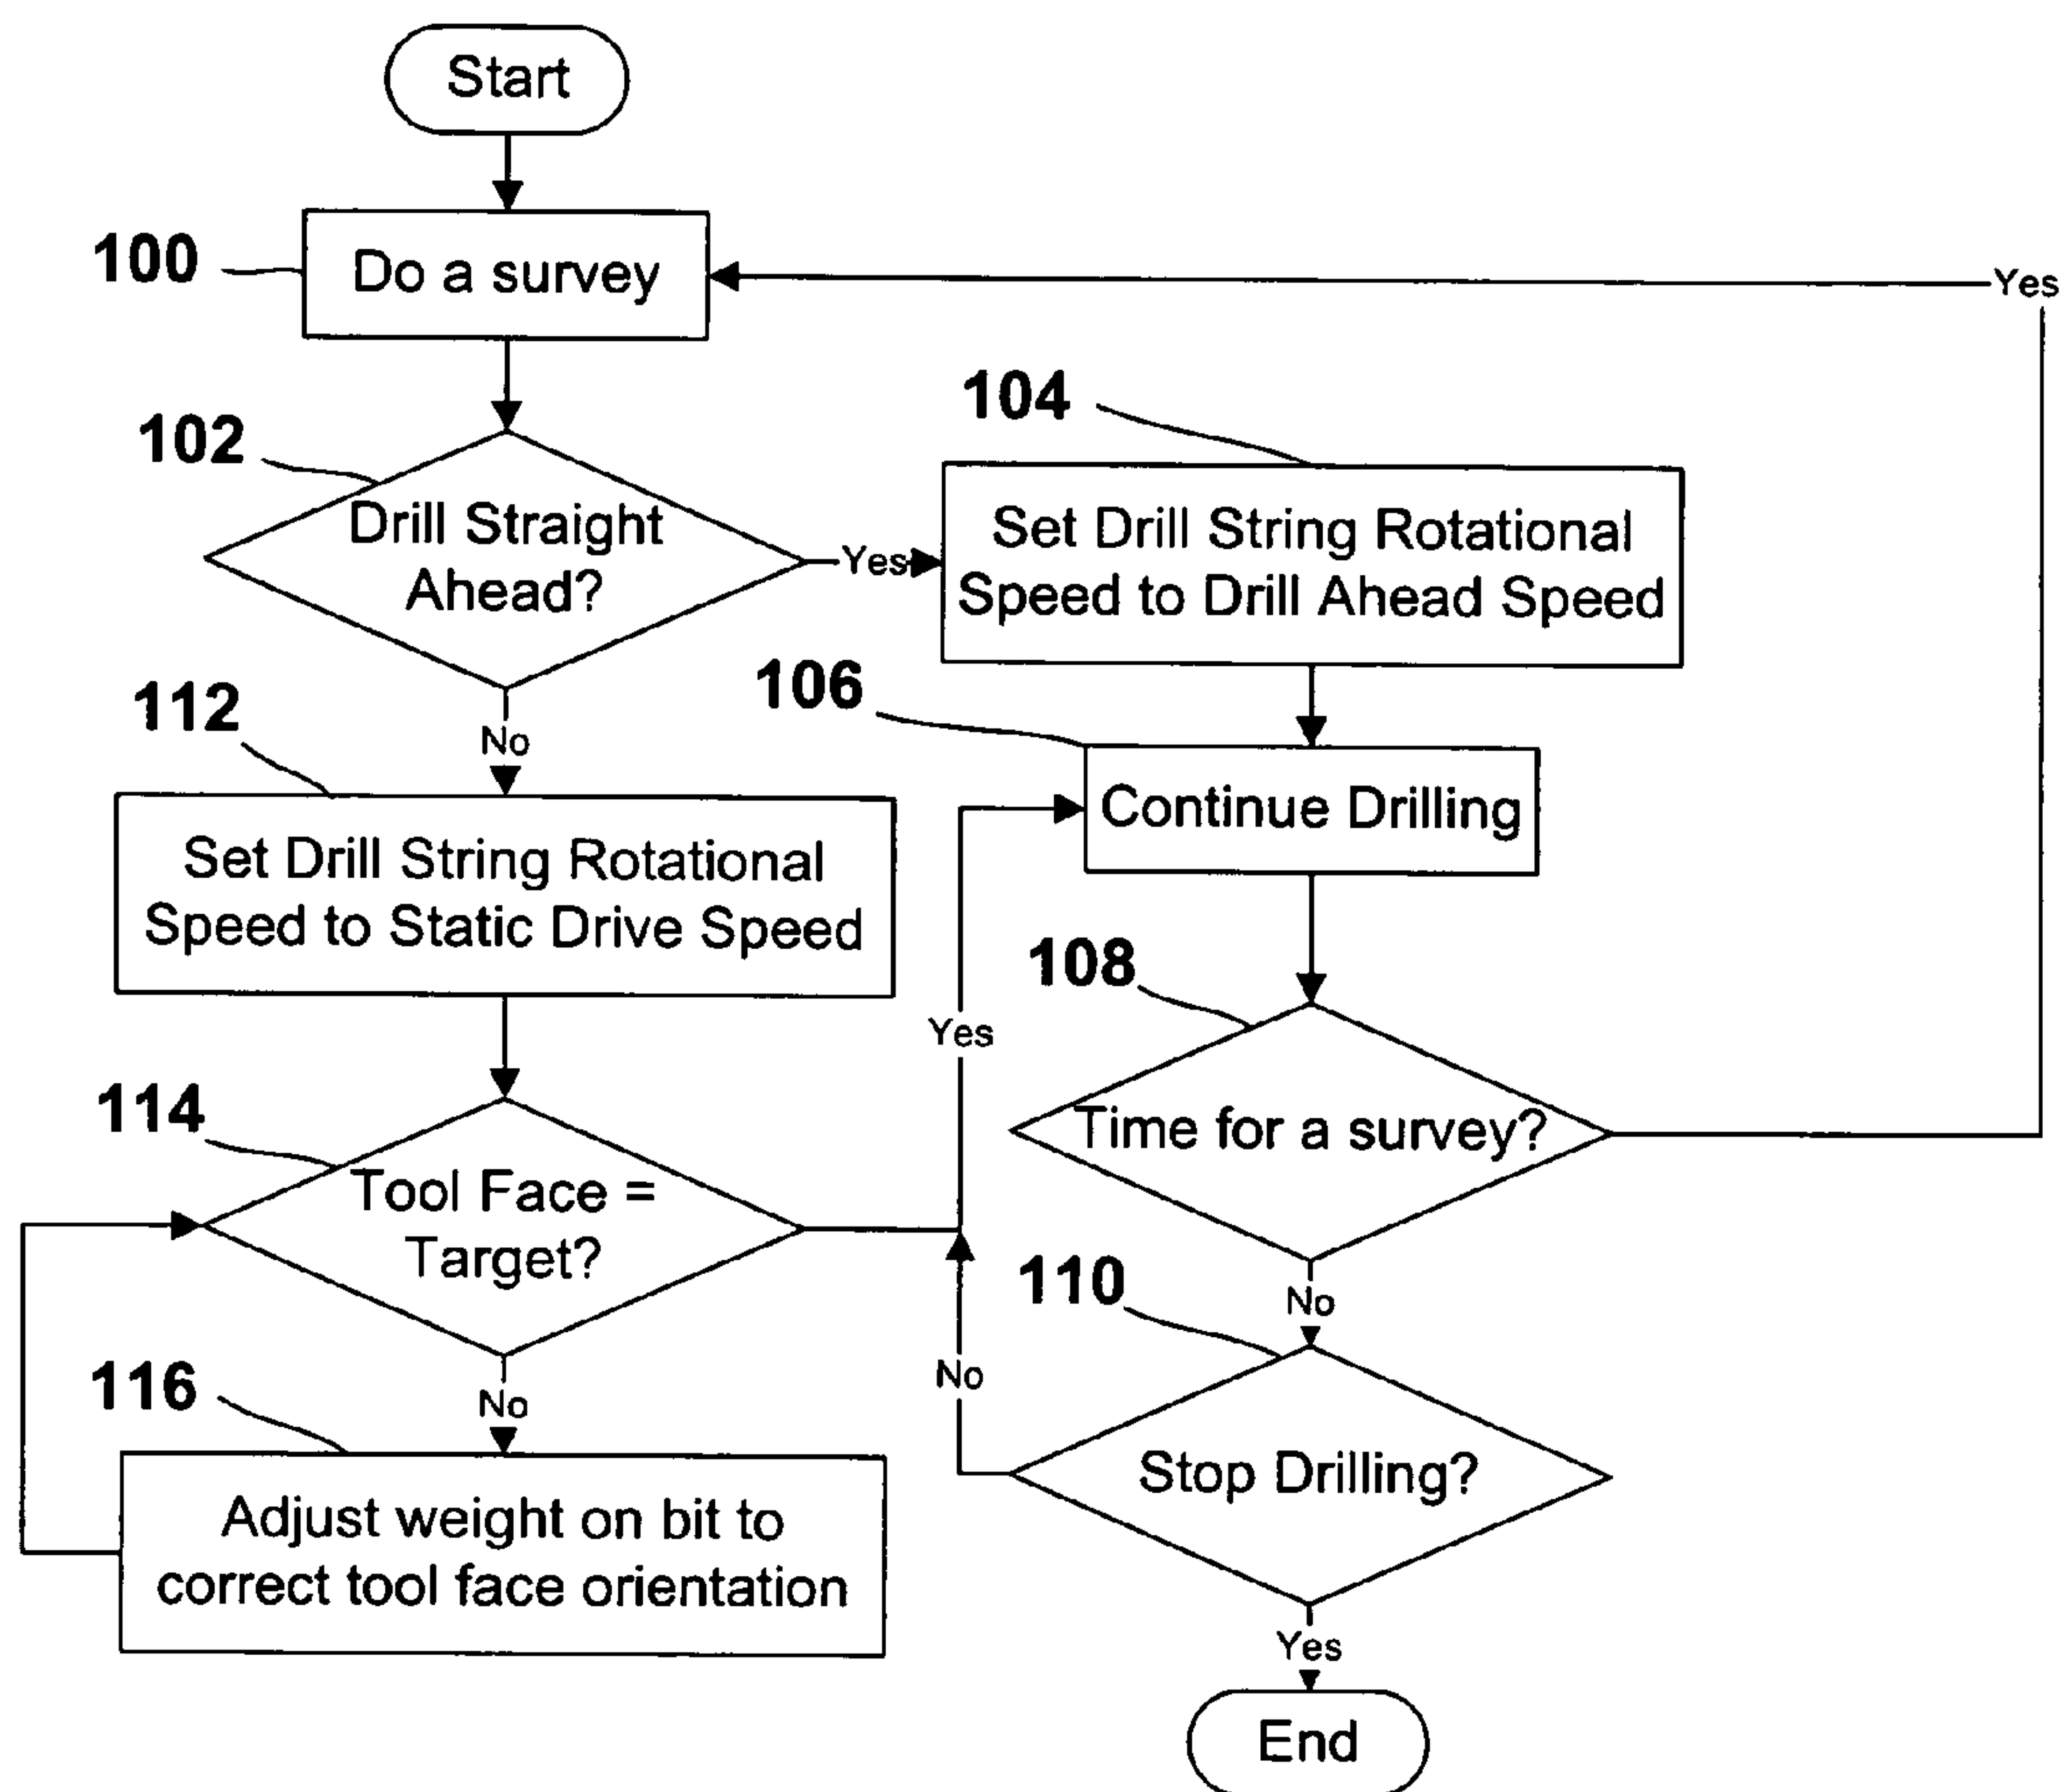 Start
100
Do a survey
Yes
102
Drill Straight
Ahead?
Yes
104
Set Drill String Rotational
Speed to Drill Ahead Speed
No
112
Set Drill String Rotational
Speed to Static Drive Speed
106
Continue Drilling
108
Time for a survey?
Yes
114
Tool Face =
Target?
No
116
Adjust weight on bit to
correct tool face orientation
No
110
Stop Drilling?
No
Yes
End